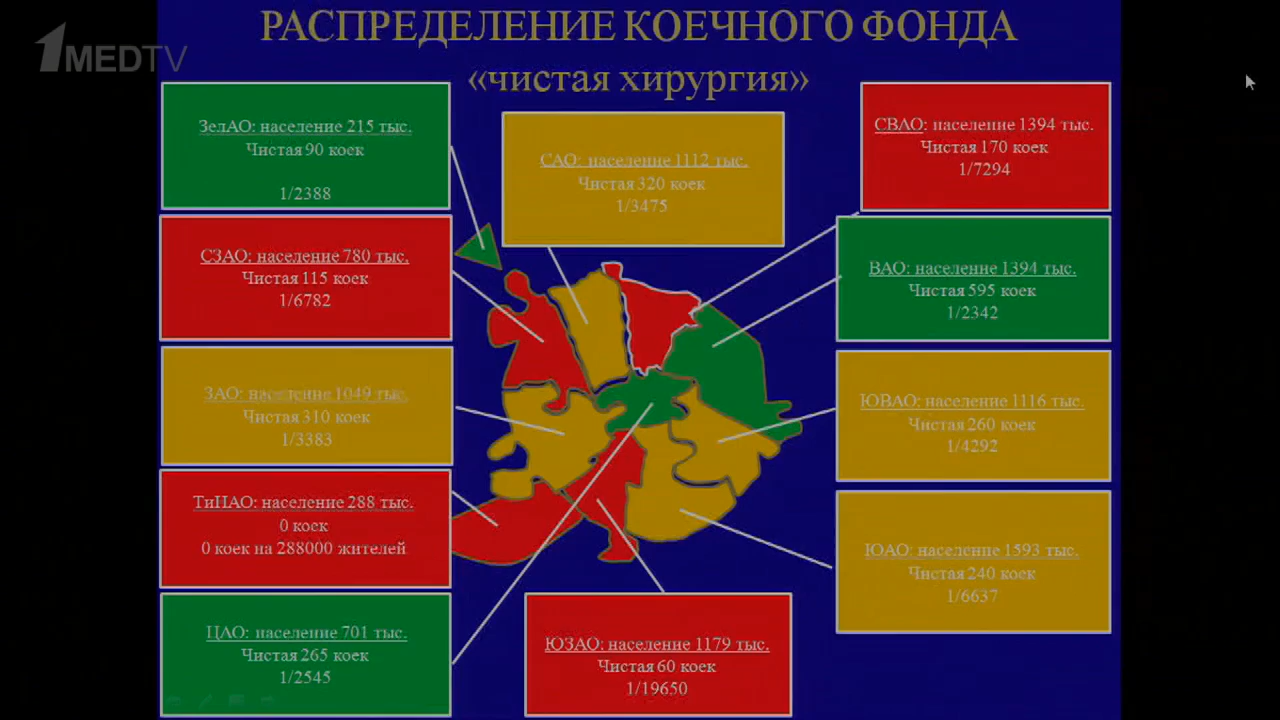 1MEDTV
РАСПРЕДЕЛЕНИЕ КОЕЧНОГО ФОНДА
«чистая хирургия»
ЗелАО: население 215 тыс.
Чистая 90 коек
1/2388
САО: население 1112 тыс.
Чистая 320 коек
1/3475
СВАО: население 1394 тыс.
Чистая 170 коек
1/7294
СЗАО: население 780 тыс.
Чистая 115 коек
1/6782
ВАО: население 1394 тыс.
Чистая 595 коек
1/2342
ЗАО: население 1049 тыс.
Чистая 310 коек
1/3383
ЮВАО: население 1116 тыс.
Чистая 260 коек
1/4292
ТиНАО: население 288 тыс.
0 коек
0 коек на 288000 жителей
ЮАО: население 1593 тыс.
Чистая 240 коек
1/6637
ЦАО: население 701 тыс.
Чистая 265 коек
1/2545
ЮЗАО: население 1179 тыс.
Чистая 60 коек
1/19650